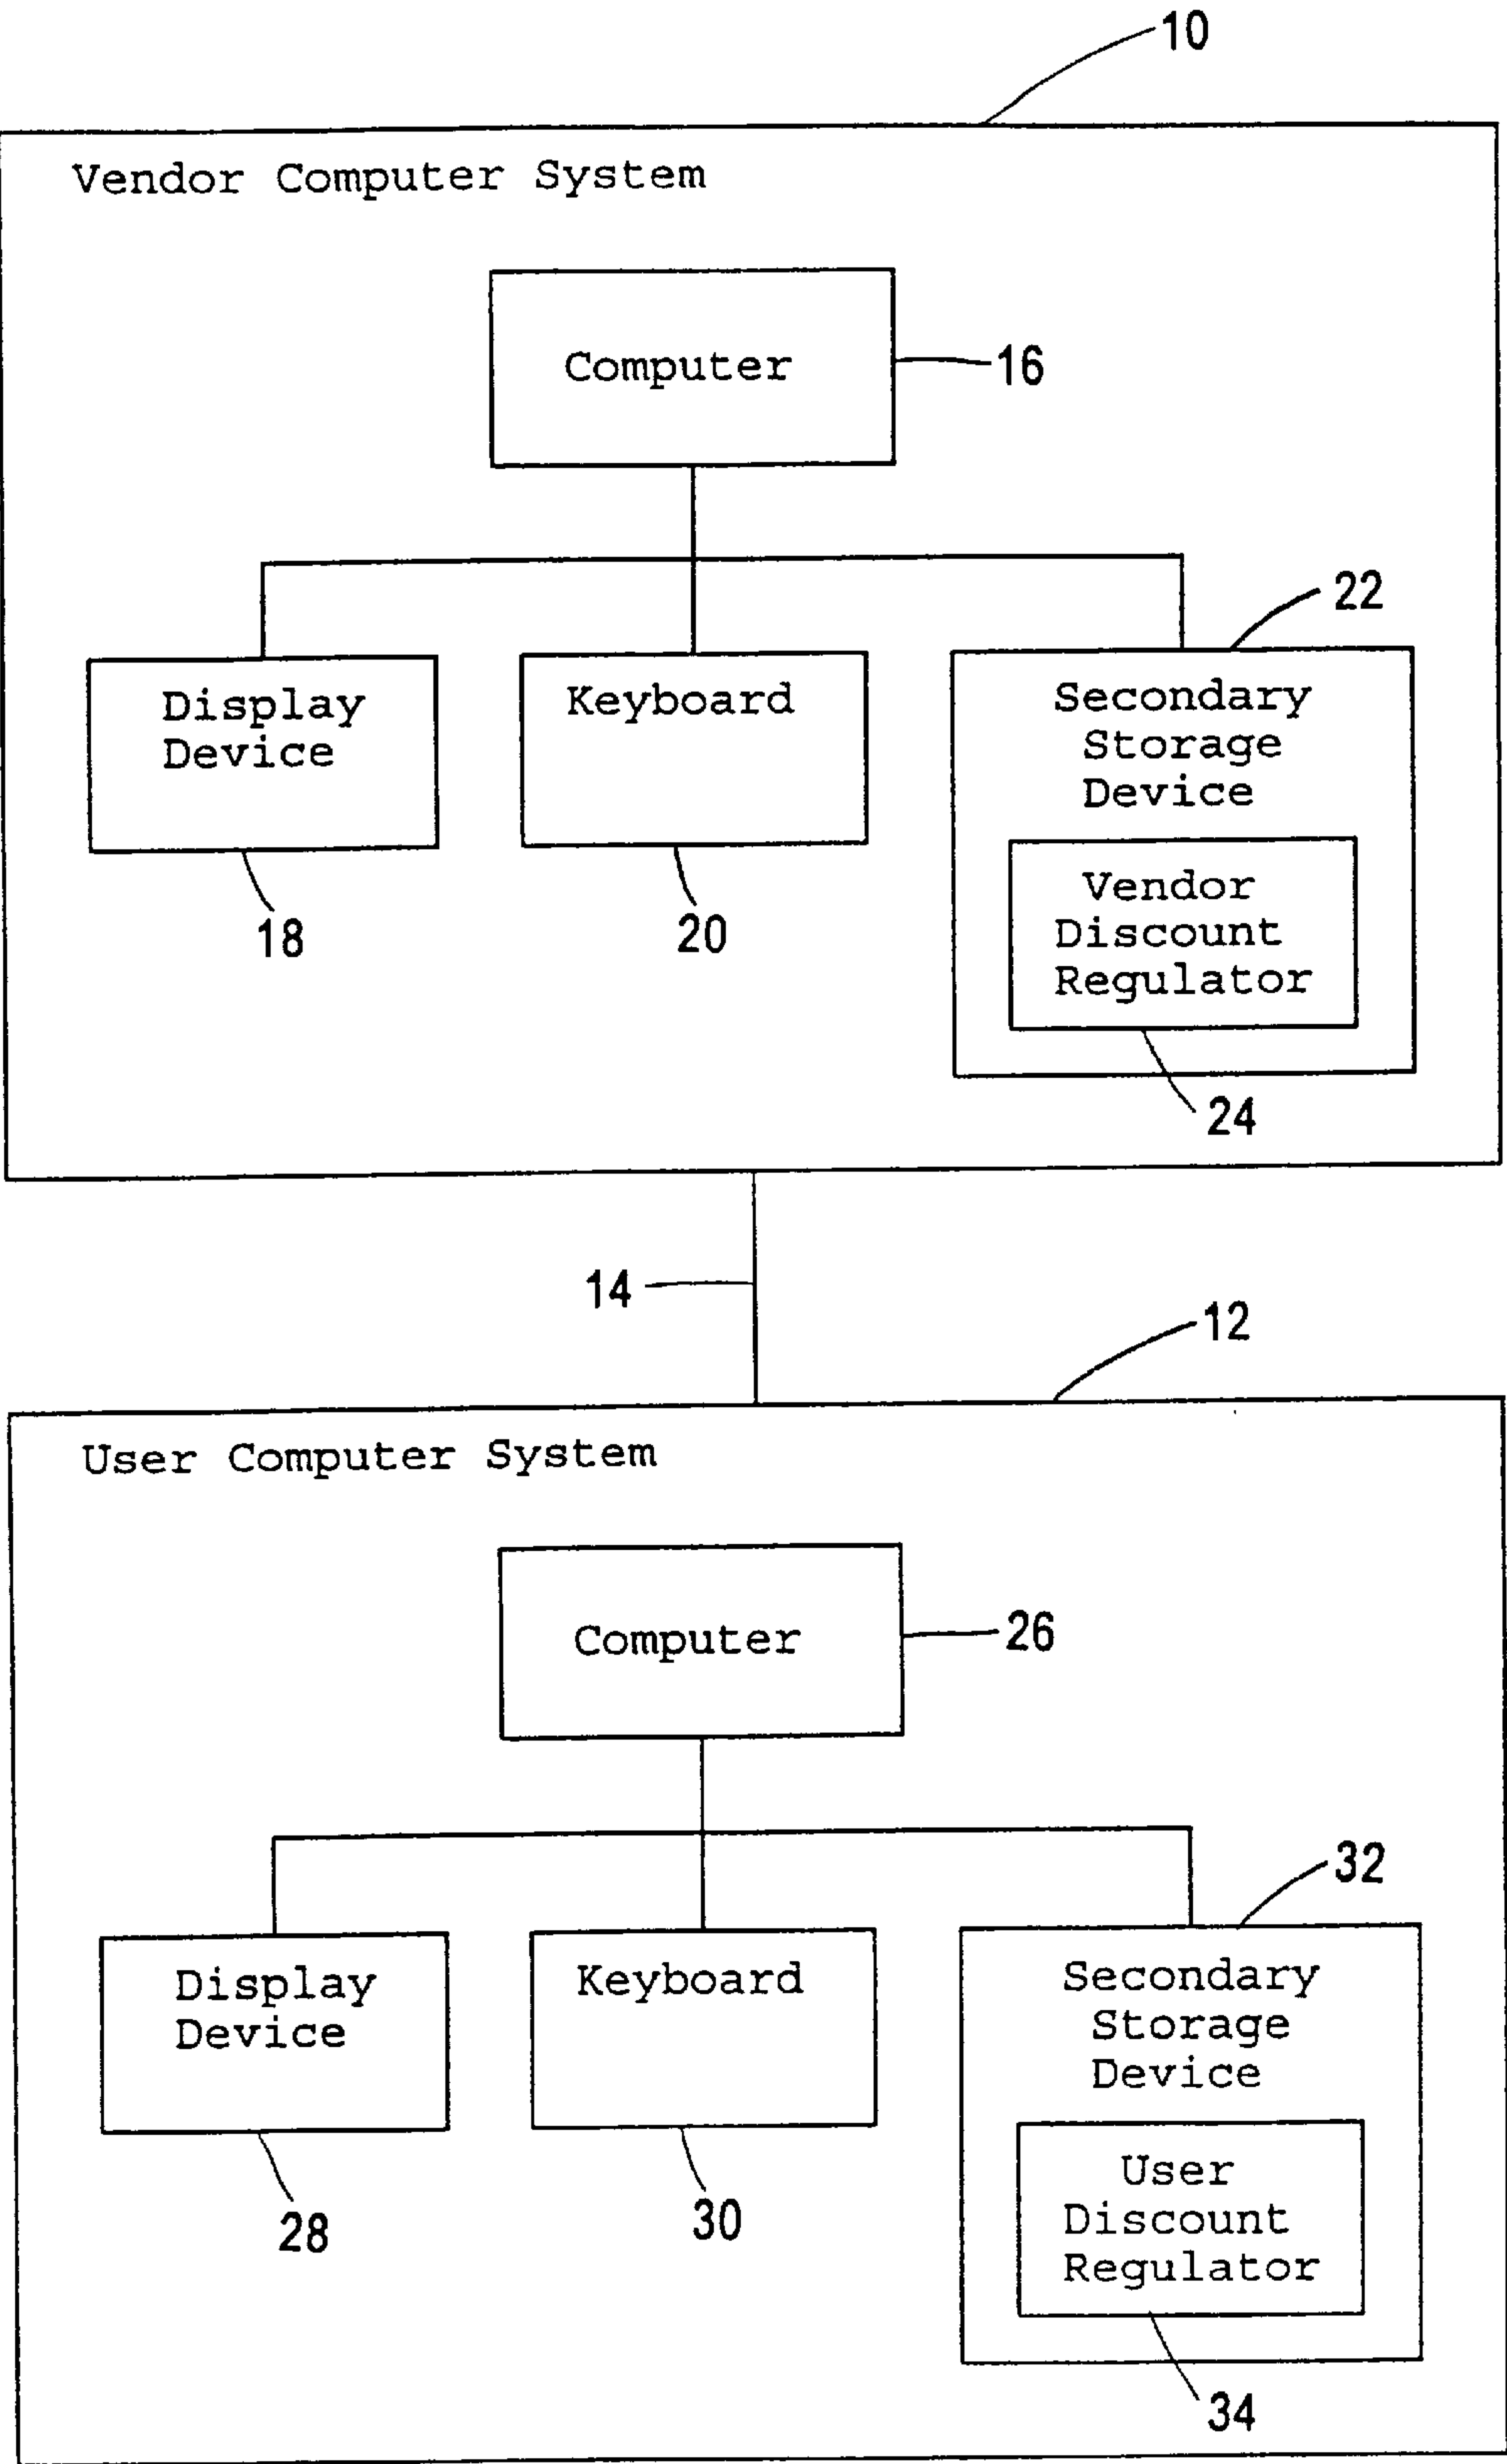 10
Vendor Computer System
Computer
16
22
Display
Device
Keyboard
Secondary
Storage
Device
Vendor
Discount
Regulator
18
20
24
14
12
User Computer System
Computer
26
32
Display
Device
Keyboard
Secondary
Storage
Device
User
Discount
Regulator
28
30
34